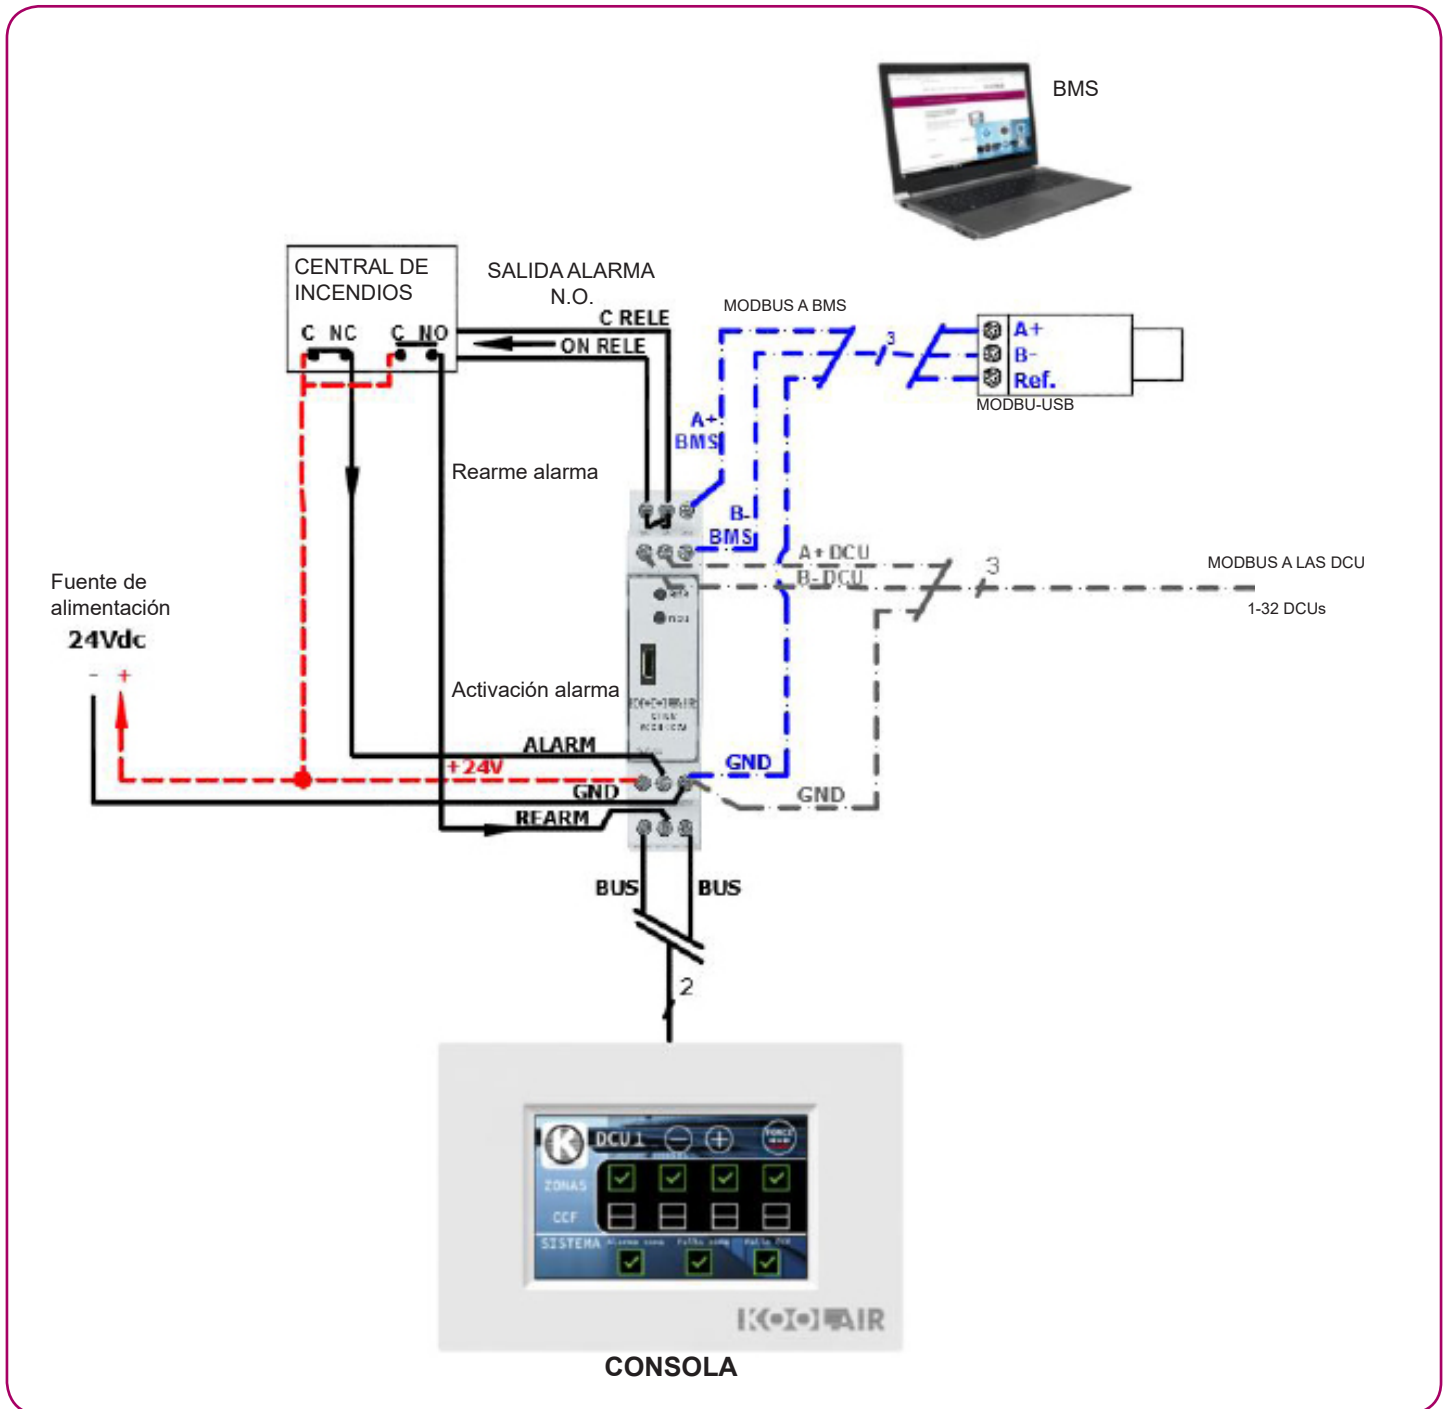 BMS
CENTRAL DE
INCENDIOS
C NC
C NO
SALIDA ALARMA
N.O.
C RELE
ON RELE
MODBUS A BMS
3
A+
B-
Ref.
MODBU-USB
A+
BMS
Rearme alarma
B-
BMS
A+ DCU
B- DCU
3
MODBUS A LAS DCU
1-32 DCUs
Fuente de
alimentación
24Vdc
- +
Activación alarma
ALARM
+24V
GND
REARM
GND
GND
BUS
BUS
2
DCU 1
ZONAS
CCF
SISTEMA
KOOLAIR
CONSOLA